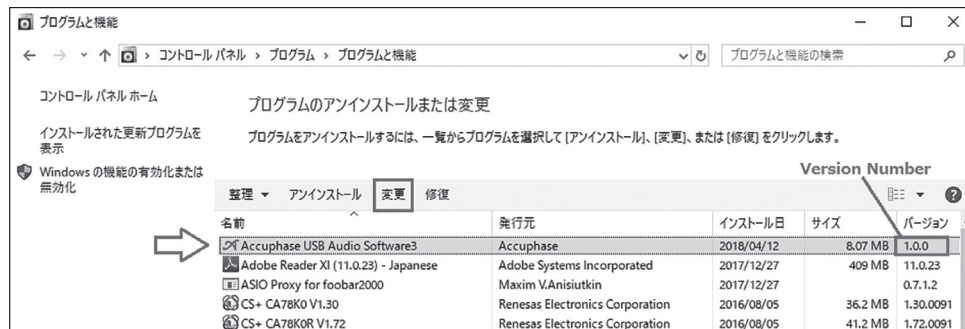 プログラムと機能
コントロール パネル › プログラム › プログラムと機能
プログラムと機能の検索
コントロール パネル ホーム
インストールされた更新プログラムを
表示
Windows の機能の有効化または
無効化
プログラムのアンインストールまたは変更
プログラムをアンインストールするには、一覧からプログラムを選択して [アンインストール]、[変更]、または [修復] をクリックします。
Version Number
整理 アンインストール 変更 修復
名前 発行元 インストール日 サイズ バージョン
Accuphase USB Audio Software3 Accuphase 2018/04/12 8.07 MB 1.0.0
Adobe Reader XI (11.0.23) - Japanese Adobe Systems Incorporated 2017/12/27 409 MB 11.0.23
ASIO Proxy for foobar2000 Maxim V.Anisiutkin 2017/12/27 0.7.1.2
CS+ CA78K0 V1.30 Renesas Electronics Corporation 2016/08/05 36.2 MB 1.30.0091
CS+ CA78K0R V1.72 Renesas Electronics Corporation 2016/08/05 41.2 MB 1.72.0091